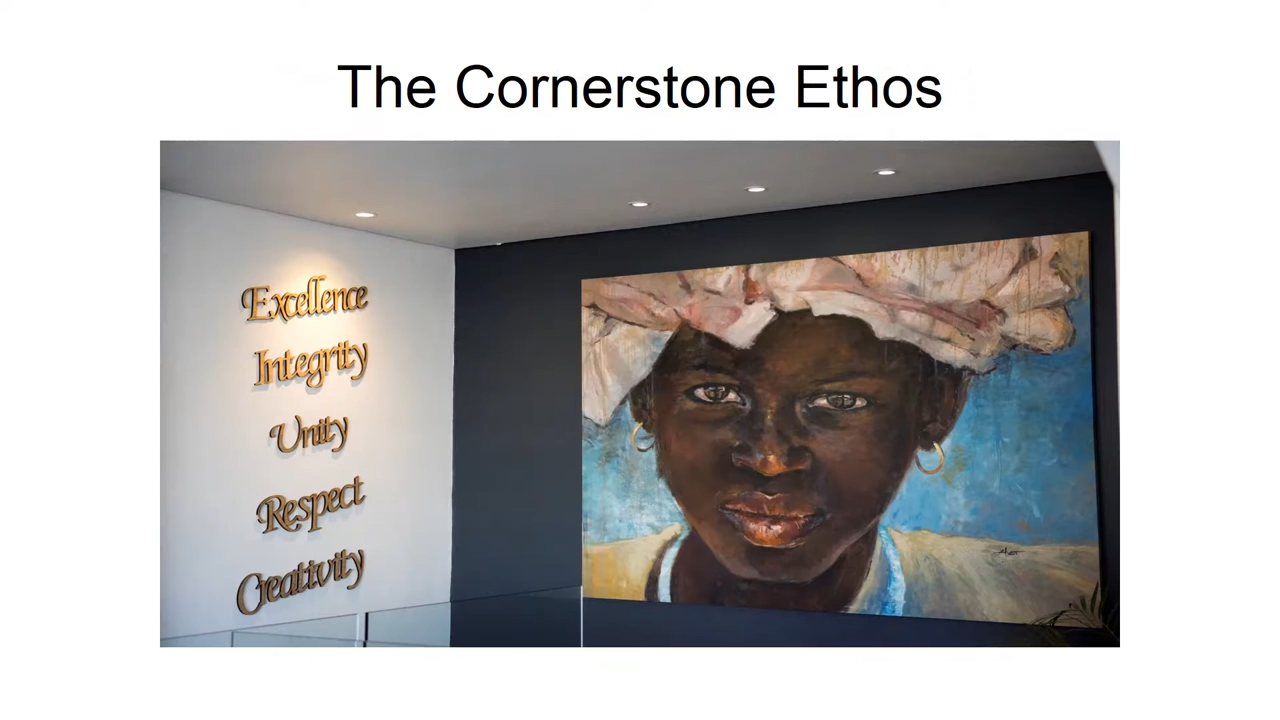 The Cornerstone Ethos
Excellence
Integrity
Unity
Respect
Creativity